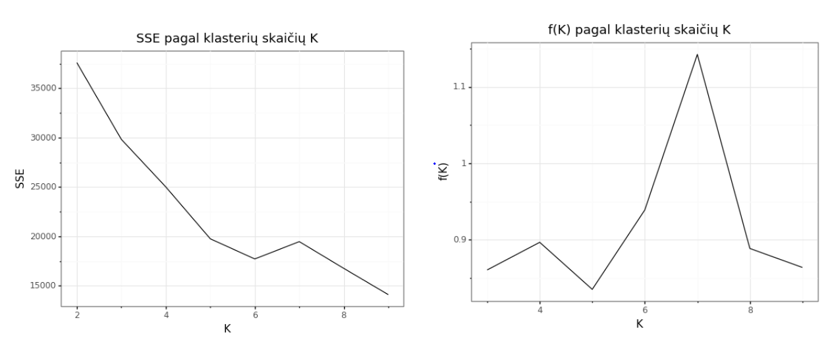 SSE pagal klasterių skaičių K
SSE
35000
30000
25000
20000
15000
2
4
6
8
K
f(K) pagal klasterių skaičių K
f(K)
1.1
1
0.9
4
6
8
K